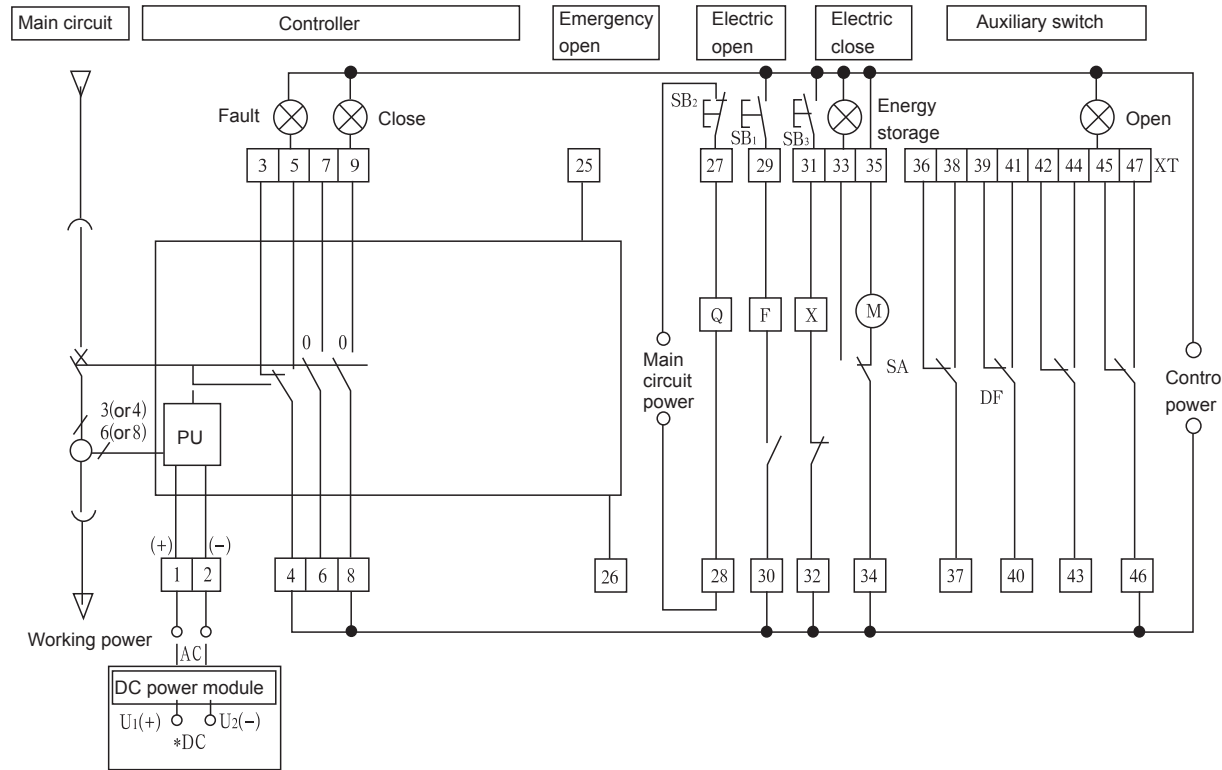 Main circuit
Controller
Emergency
open
Electric
open
Electric
close
Auxiliary switch
Fault
Close
SB2
SB1
SB3
Energy
storage
Open
3 5 7 9
25
27 29 31 33 35
36 38 39 41 42 44 45 47 XT
Q F X M
0 0
Main
circuit
power
SA
DF
Contro
power
3(or4)
6(or8)
PU
(+) (-)
1 2 4 6 8
26 28 30 32 34 37 40 43 46
Working power
AC
DC power module
U1(+) U2(-)
*DC